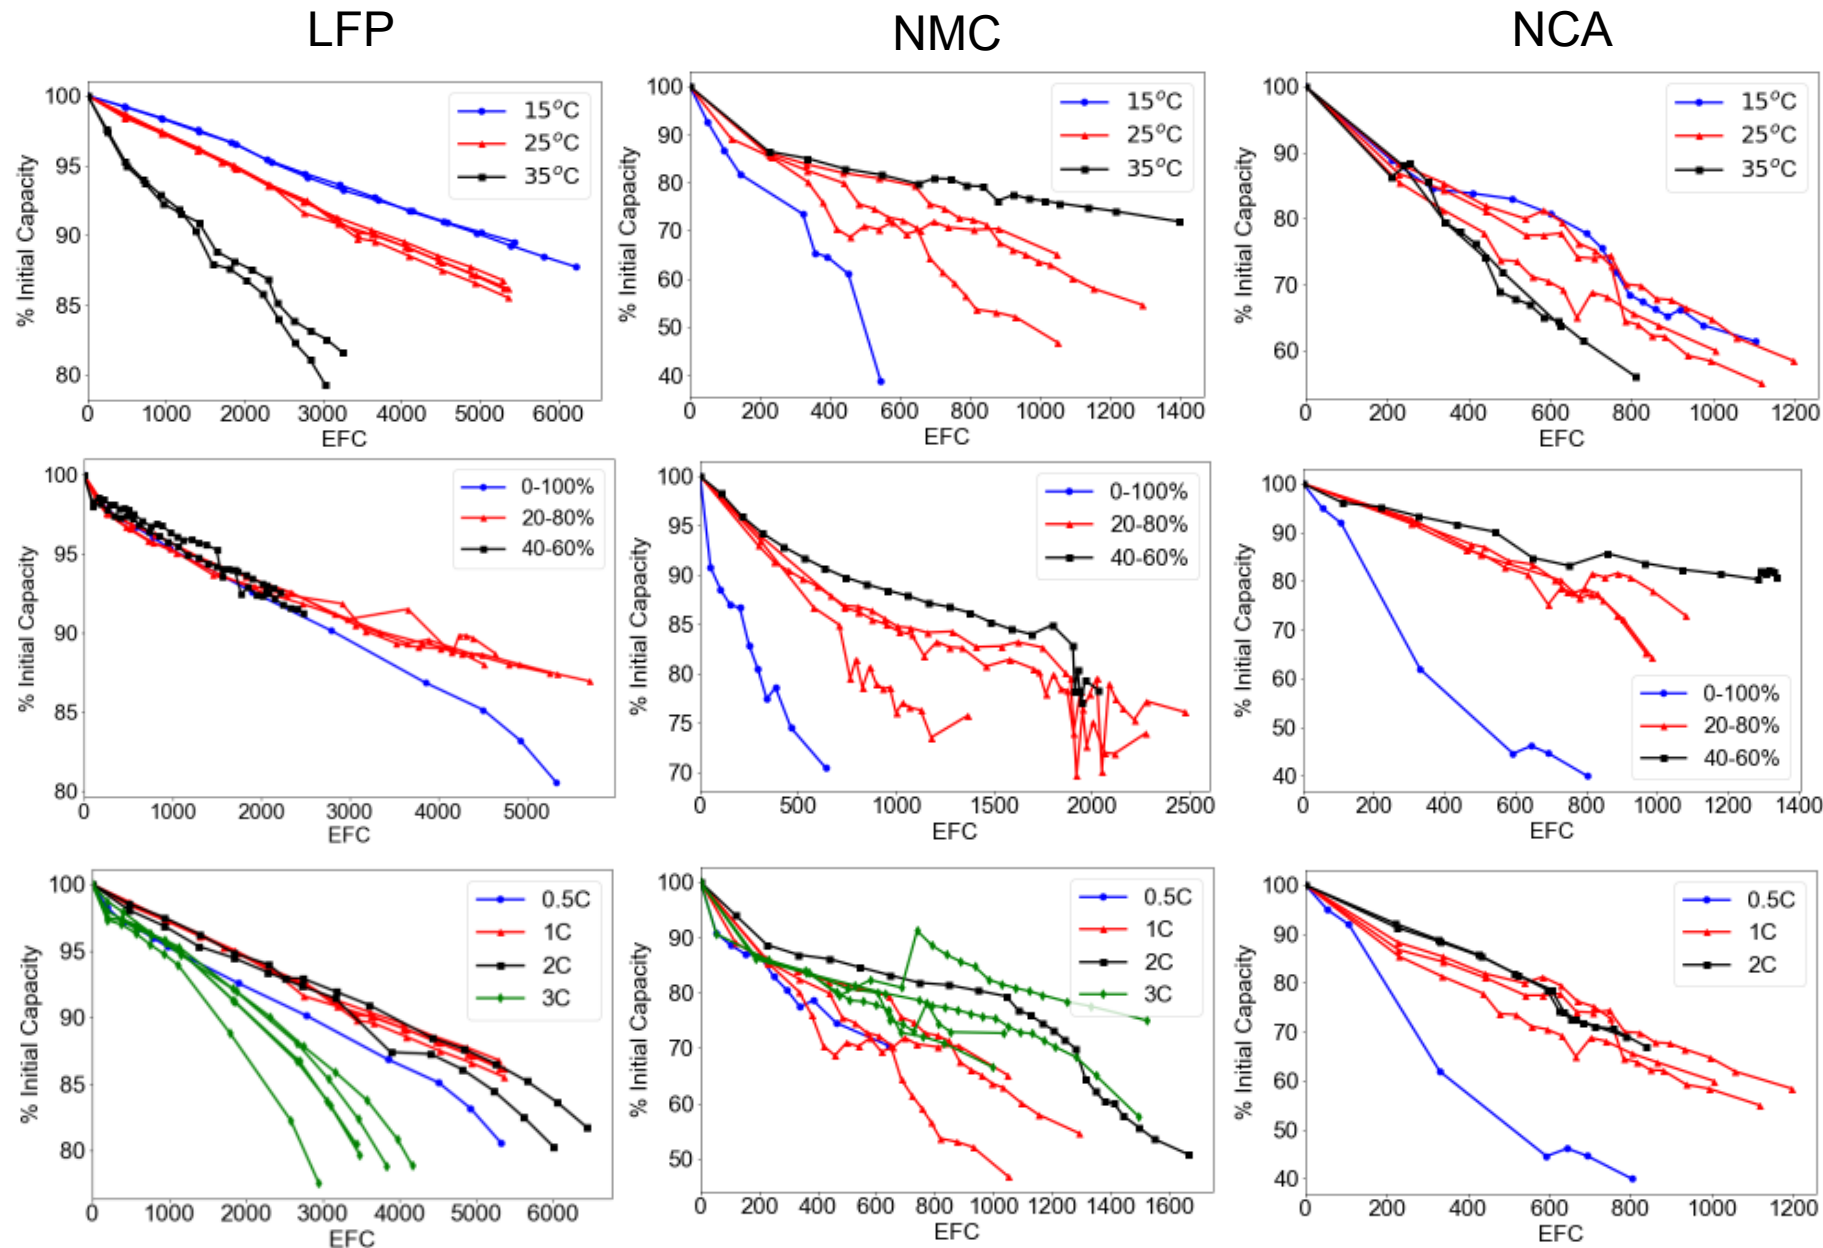 LFP NMC NCA
% Initial Capacity
100
95
90
85
80
0 1000 2000 3000 4000 5000 6000
EFC
15°C
25°C
35°C
% Initial Capacity
100
90
80
70
60
50
40
0 200 400 600 800 1000 1200 1400
EFC
15°C
25°C
35°C
% Initial Capacity
100
90
80
70
60
0 200 400 600 800 1000 1200
EFC
15°C
25°C
35°C
% Initial Capacity
100
95
90
85
80
0 1000 2000 3000 4000 5000
EFC
0-100%
20-80%
40-60%
% Initial Capacity
100
95
90
85
80
75
70
0 500 1000 1500 2000 2500
EFC
0-100%
20-80%
40-60%
% Initial Capacity
100
90
80
70
60
50
40
0 200 400 600 800 1000 1200 1400
EFC
0-100%
20-80%
40-60%
% Initial Capacity
100
95
90
85
80
0 1000 2000 3000 4000 5000 6000
EFC
0.5C
1C
2C
3C
% Initial Capacity
100
90
80
70
60
50
0 200 400 600 800 1000 1200 1400 1600
EFC
0.5C
1C
2C
3C
% Initial Capacity
100
90
80
70
60
50
40
0 200 400 600 800 1000 1200
EFC
0.5C
1C
2C